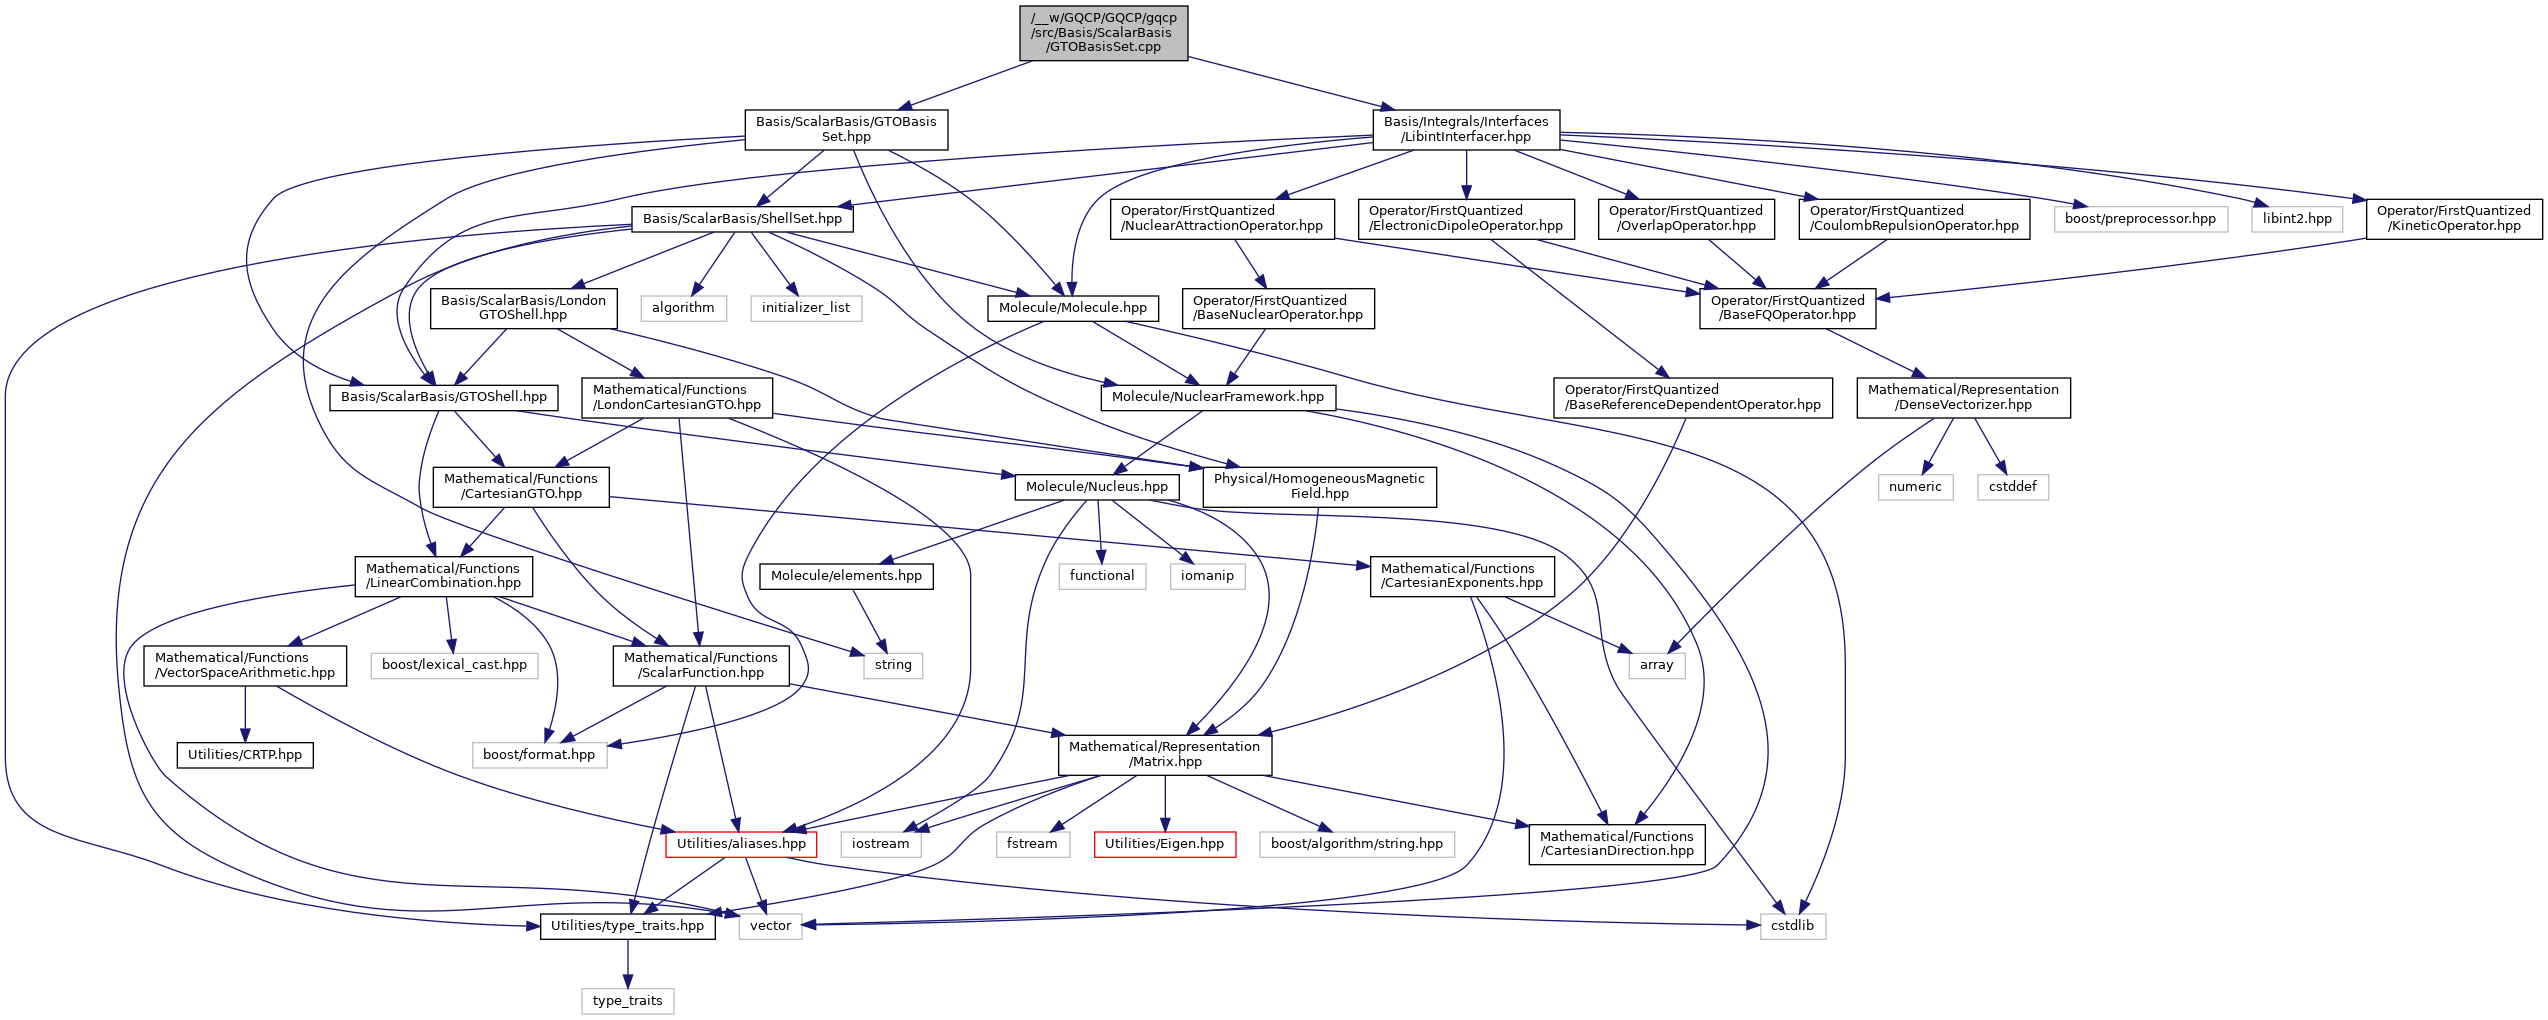 /__w/GQCP/GQCP/gqcp
/src/Basis/ScalarBasis
/GTOBasisSet.cpp
Basis/ScalarBasis/GTOBasis
Set.hpp
Basis/Integrals/Interfaces
/LibintInterfacer.hpp
Basis/ScalarBasis/ShellSet.hpp
Operator/FirstQuantized
/NuclearAttractionOperator.hpp
Operator/FirstQuantized
/ElectronicDipoleOperator.hpp
Operator/FirstQuantized
/OverlapOperator.hpp
Operator/FirstQuantized
/CoulombRepulsionOperator.hpp
boost/preprocessor.hpp
libint2.hpp
Operator/FirstQuantized
/KineticOperator.hpp
Basis/ScalarBasis/London
GTOShell.hpp
algorithm
initializer_list
Molecule/Molecule.hpp
Operator/FirstQuantized
/BaseNuclearOperator.hpp
Operator/FirstQuantized
/BaseFQOperator.hpp
Basis/ScalarBasis/GTOShell.hpp
Mathematical/Functions
/LondonCartesianGTO.hpp
Molecule/NuclearFramework.hpp
Operator/FirstQuantized
/BaseReferenceDependentOperator.hpp
Mathematical/Representation
/DenseVectorizer.hpp
Mathematical/Functions
/CartesianGTO.hpp
Molecule/Nucleus.hpp
Physical/HomogeneousMagnetic
Field.hpp
numeric
cstddef
Mathematical/Functions
/LinearCombination.hpp
Molecule/elements.hpp
functional
iomanip
Mathematical/Functions
/CartesianExponents.hpp
Mathematical/Functions
/VectorSpaceArithmetic.hpp
boost/lexical_cast.hpp
Mathematical/Functions
/ScalarFunction.hpp
string
array
Utilities/CRTP.hpp
boost/format.hpp
Mathematical/Representation
/Matrix.hpp
Utilities/aliases.hpp
iostream
fstream
Utilities/Eigen.hpp
boost/algorithm/string.hpp
Mathematical/Functions
/CartesianDirection.hpp
Utilities/type_traits.hpp
vector
cstdlib
type_traits